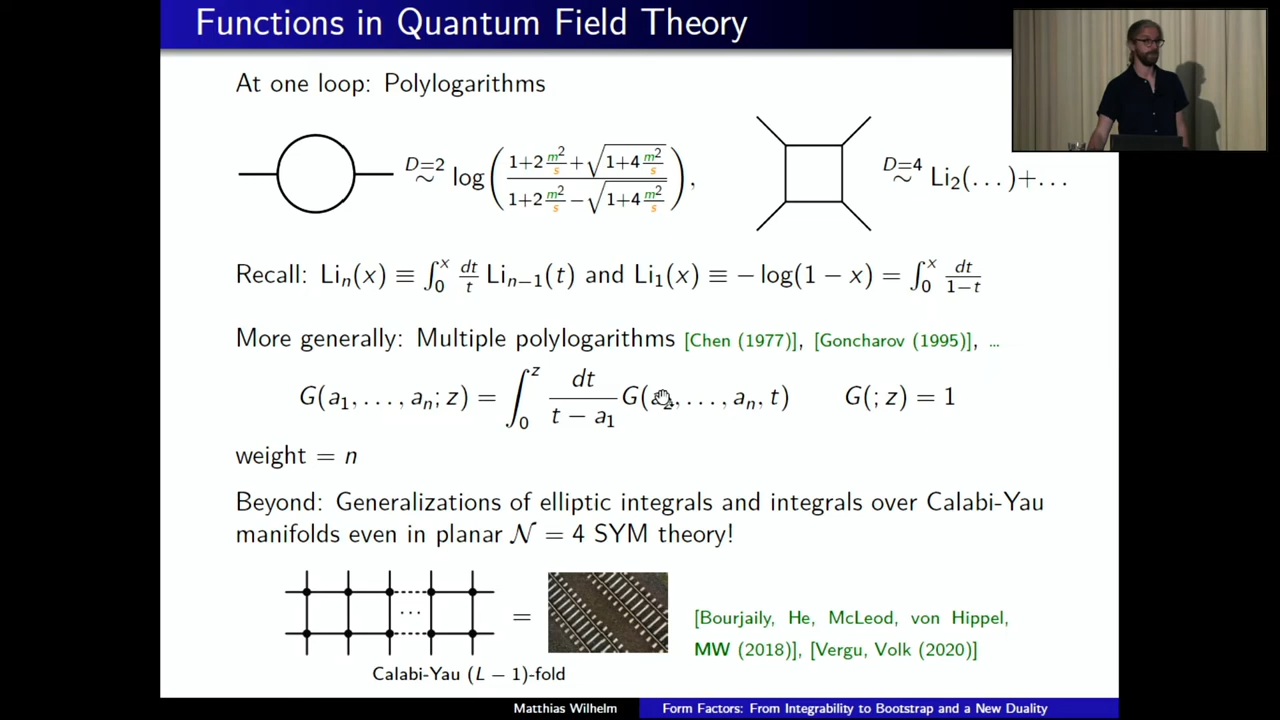 Functions in Quantum Field Theory
At one loop: Polylogarithms
D=2
∼ log( (1+2 m²/s + √(1+4 m²/s)) / (1+2 m²/s − √(1+4 m²/s)) ),
D=4
∼ Li₂(...)+...
Recall: Liₙ(x) ≡ ∫₀ˣ dt/t Liₙ₋₁(t) and Li₁(x) ≡ − log(1 − x) = ∫₀ˣ dt/(1−t)
More generally: Multiple polylogarithms [Chen (1977)], [Goncharov (1995)], ...
G(a₁, ..., aₙ; z) = ∫₀ᶻ dt/(t − a₁) G( , ..., aₙ, t) G(; z) = 1
weight = n
Beyond: Generalizations of elliptic integrals and integrals over Calabi-Yau
manifolds even in planar 𝒩 = 4 SYM theory!
...
=
Calabi-Yau (L − 1)-fold
[Bourjaily, He, McLeod, von Hippel,
MW (2018)], [Vergu, Volk (2020)]
Matthias Wilhelm Form Factors: From Integrability to Bootstrap and a New Duality